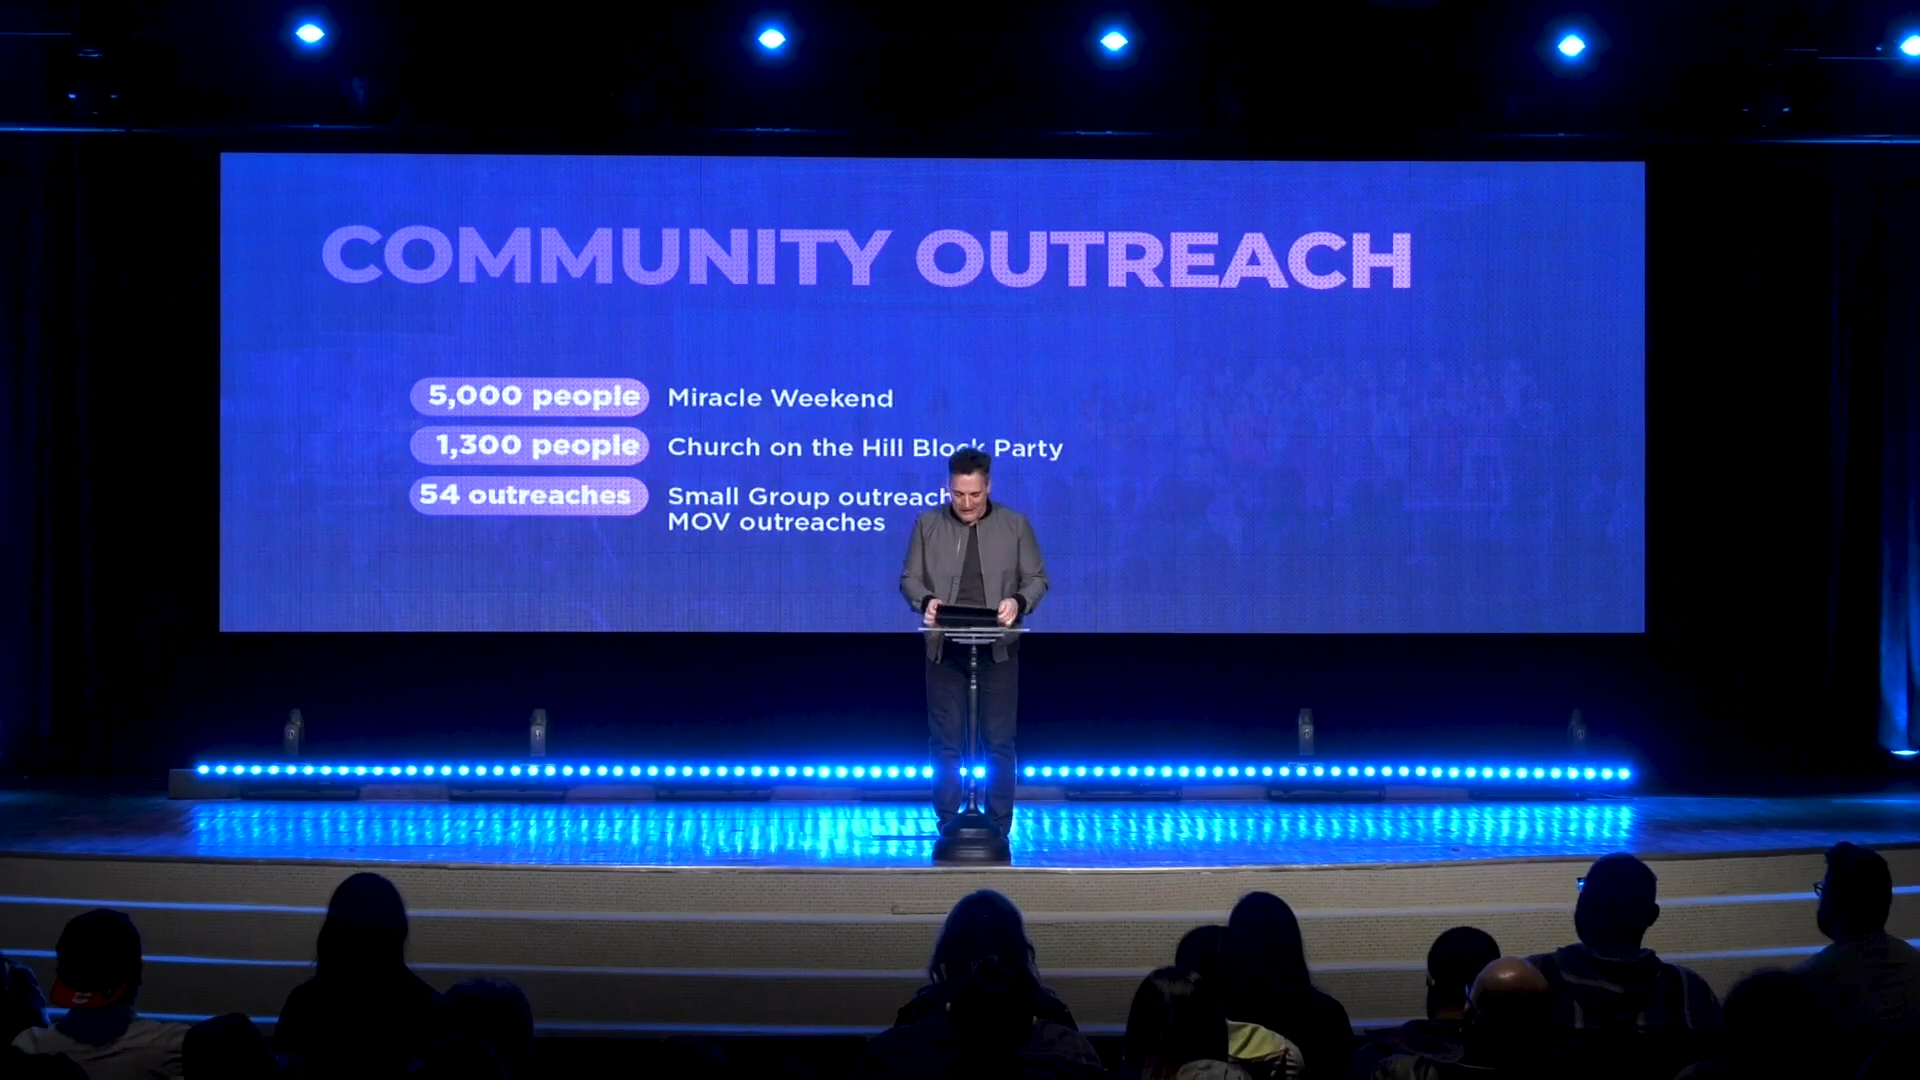 COMMUNITY OUTREACH
5,000 people Miracle Weekend
1,300 people Church on the Hill Block Party
54 outreaches Small Group outreach
MOV outreaches